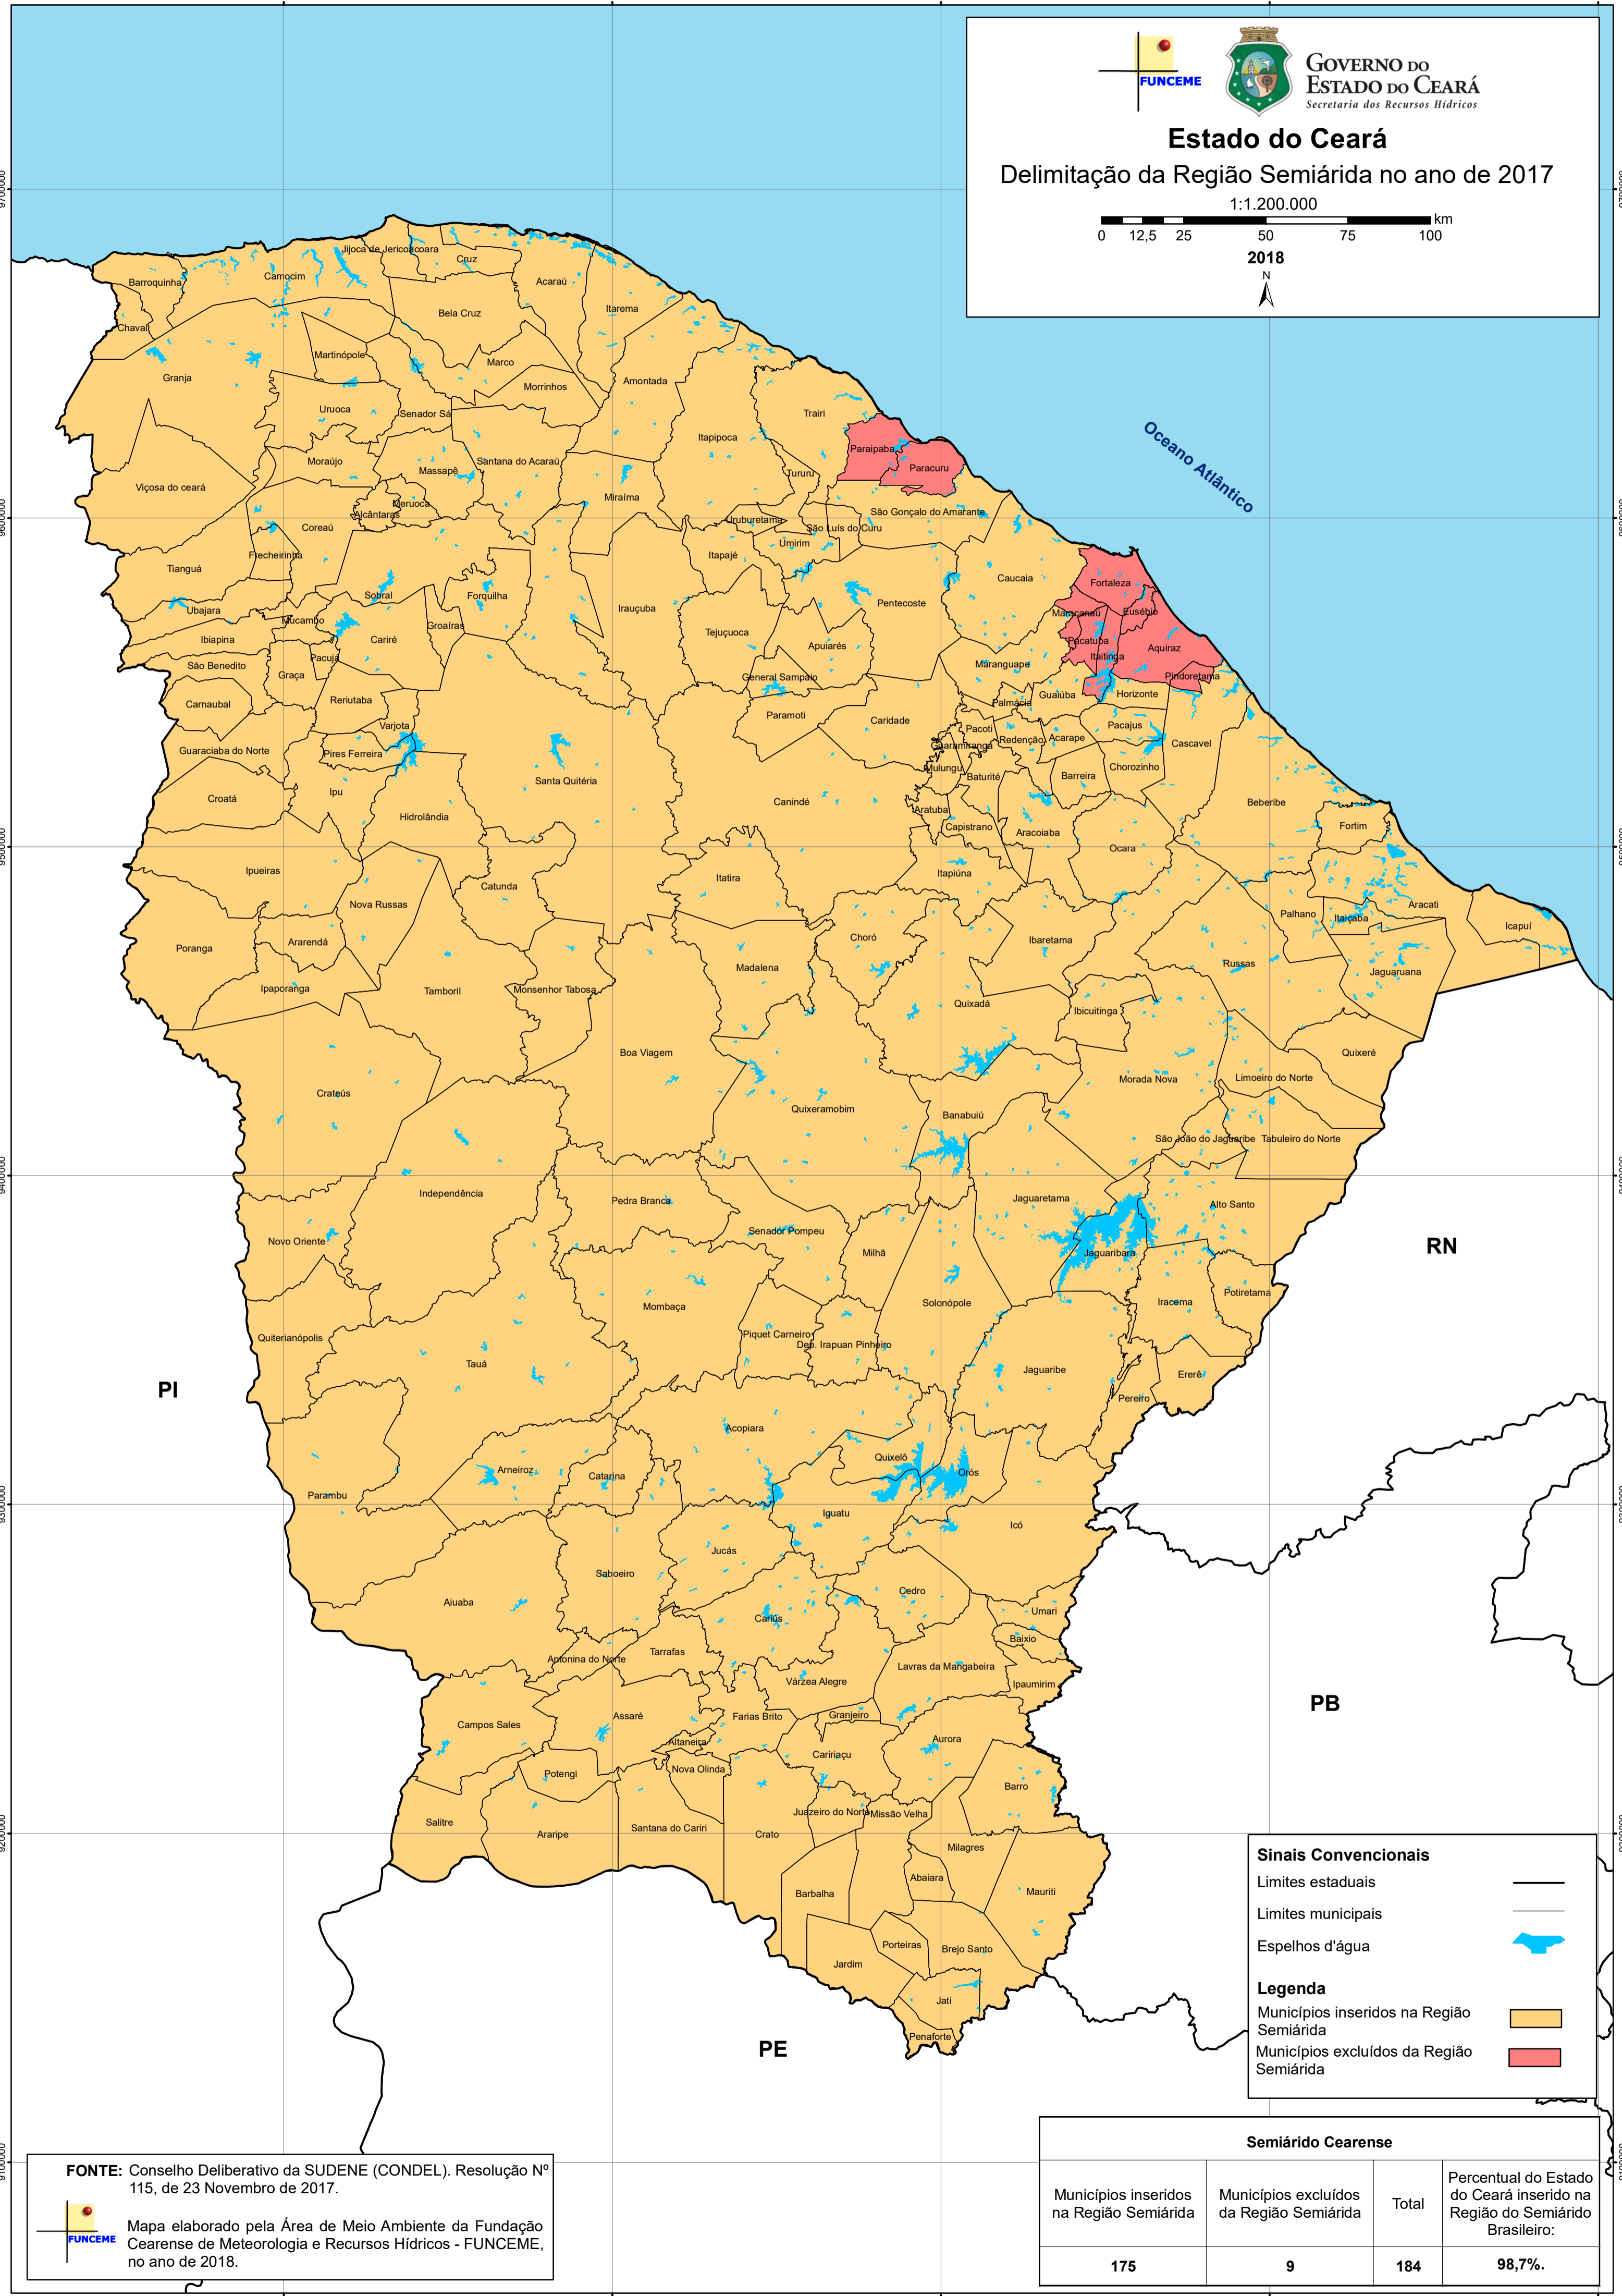 FUNCEME
GOVERNO DO
ESTADO DO CEARÁ
Secretaria dos Recursos Hídricos
Estado do Ceará
Delimitação da Região Semiárida no ano de 2017
1:1.200.000
km
0 12,5 25 50 75 100
2018
N
Oceano Atlântico
Jijoca de Jericoacoara
Cruz
Barroquinha
Camocim
Acaraú
Chaval
Bela Cruz
Itarema
Martinópole
Marco
Granja
Morrinhos
Amontada
Uruoca
Senador Sá
Trairi
Itapipoca
Paraipaba
Paracuru
Moraújo
Massapê
Santana do Acaraú
Tururu
Viçosa do ceará
Meruoca
Miraíma
Alcântaras
São Gonçalo do Amarante
Coreaú
Uruburetama
São Luís do Curu
Frecheirinha
Umirim
Itapajé
Tianguá
Caucaia
Fortaleza
Sobral
Forquilha
Pentecoste
Ubajara
Irauçuba
Maracanaú
Eusébio
Mucambo
Groaíras
Ibiapina
Cariré
Tejuçuoca
Apuiarés
Pacatuba
Aquiraz
Pacujá
Itaitinga
São Benedito
Graça
General Sampaio
Maranguape
Pindoretama
Carnaubal
Reriutaba
Guaiúba
Horizonte
Palmácia
Paramoti
Caridade
Varjota
Pacoti
Pacajus
Guaraciaba do Norte
Pires Ferreira
Guaramiranga
Redenção
Acarape
Cascavel
Mulungu
Baturité
Barreira
Chorozinho
Santa Quitéria
Ipu
Croatá
Canindé
Beberibe
Hidrolândia
Aratuba
Capistrano
Aracoiaba
Fortim
Ocara
Ipueiras
Itatira
Itapiúna
Catunda
Nova Russas
Palhano
Itaiçaba
Aracati
Icapuí
Poranga
Ararendá
Choró
Ibaretama
Madalena
Russas
Jaguaruana
Ipaporanga
Tamboril
Monsenhor Tabosa
Quixadá
Ibicuitinga
Boa Viagem
Quixeré
Crateús
Morada Nova
Limoeiro do Norte
Quixeramobim
Banabuiú
São João do Jaguaribe
Tabuleiro do Norte
Independência
Pedra Branca
Jaguaretama
Alto Santo
Novo Oriente
Senador Pompeu
Milhã
Jaguaribara
RN
Quiterianópolis
Mombaça
Solonópole
Iracema
Potiretama
Piquet Carneiro
Dep. Irapuan Pinheiro
Tauá
Jaguaribe
Ererê
PI
Pereiro
Acopiara
Quixelô
Orós
Arneiroz
Catarina
Parambu
Iguatu
Icó
Jucás
Saboeiro
Aiuaba
Cedro
Cariús
Umari
Baixio
Antonina do Norte
Tarrafas
Lavras da Mangabeira
Várzea Alegre
Ipaumirim
PB
Campos Sales
Assaré
Farias Brito
Granjeiro
Altaneira
Caririaçu
Aurora
Potengi
Nova Olinda
Barro
Salitre
Juazeiro do Norte
Missão Velha
Araripe
Santana do Cariri
Crato
Milagres
Abaiara
Barbalha
Mauriti
Porteiras
Brejo Santo
Jardim
Jati
Penaforte
PE
Sinais Convencionais
Limites estaduais
Limites municipais
Espelhos d'água
Legenda
Municípios inseridos na Região
Semiárida
Municípios excluídos da Região
Semiárida
FONTE: Conselho Deliberativo da SUDENE (CONDEL). Resolução Nº
115, de 23 Novembro de 2017.
FUNCEME
Mapa elaborado pela Área de Meio Ambiente da Fundação
Cearense de Meteorologia e Recursos Hídricos - FUNCEME,
no ano de 2018.
Semiárido Cearense
Municípios inseridos
na Região Semiárida
Municípios excluídos
da Região Semiárida
Total
Percentual do Estado
do Ceará inserido na
Região do Semiárido
Brasileiro:
175 9 184 98,7%.